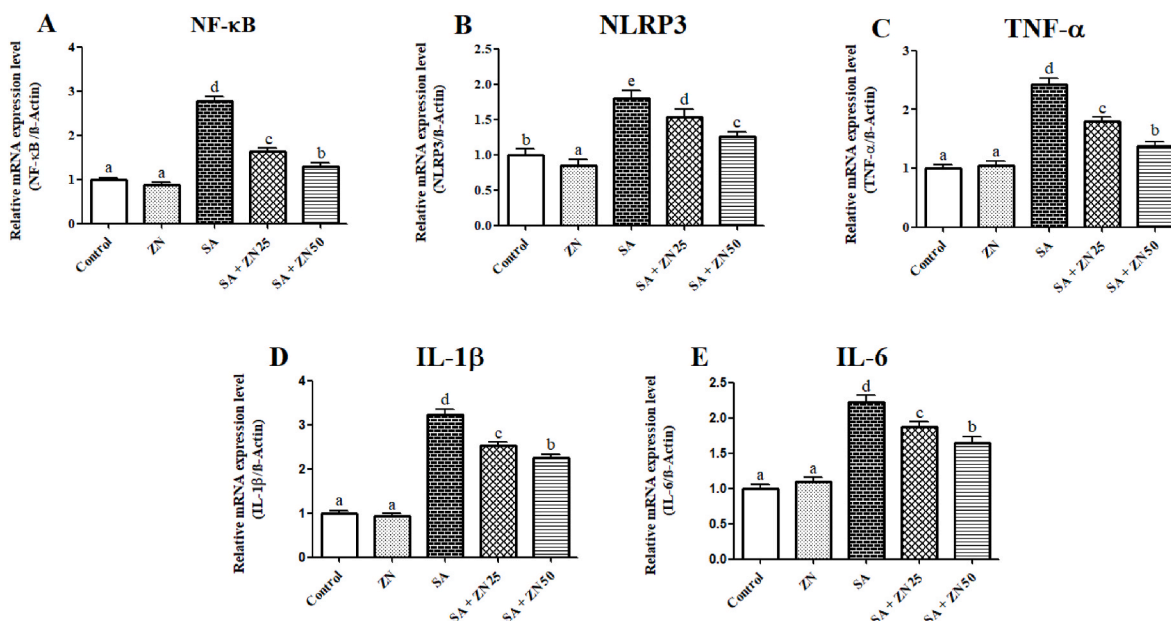 A
NF-κB
Relative mRNA expression level
(NF-κB /ß-Actin)
4
3
2
1
0
a
a
d
c
b
Control
ZN
SA
SA + ZN25
SA + ZN50
B
NLRP3
Relative mRNA expression level
(NLRP3/ß-Actin)
2.0
1.5
1.0
0.5
0.0
b
a
e
d
c
Control
ZN
SA
SA + ZN25
SA + ZN50
C
TNF-α
Relative mRNA expression level
(TNF-α/ß-Actin)
3
2
1
0
a
a
d
c
b
Control
ZN
SA
SA + ZN25
SA + ZN50
D
IL-1β
Relative mRNA expression level
(IL-1β/ß-Actin)
4
3
2
1
0
a
a
d
c
b
Control
ZN
SA
SA + ZN25
SA + ZN50
E
IL-6
Relative mRNA expression level
(IL-6/ß-Actin)
2.5
2.0
1.5
1.0
0.5
0.0
a
a
d
c
b
Control
ZN
SA
SA + ZN25
SA + ZN50